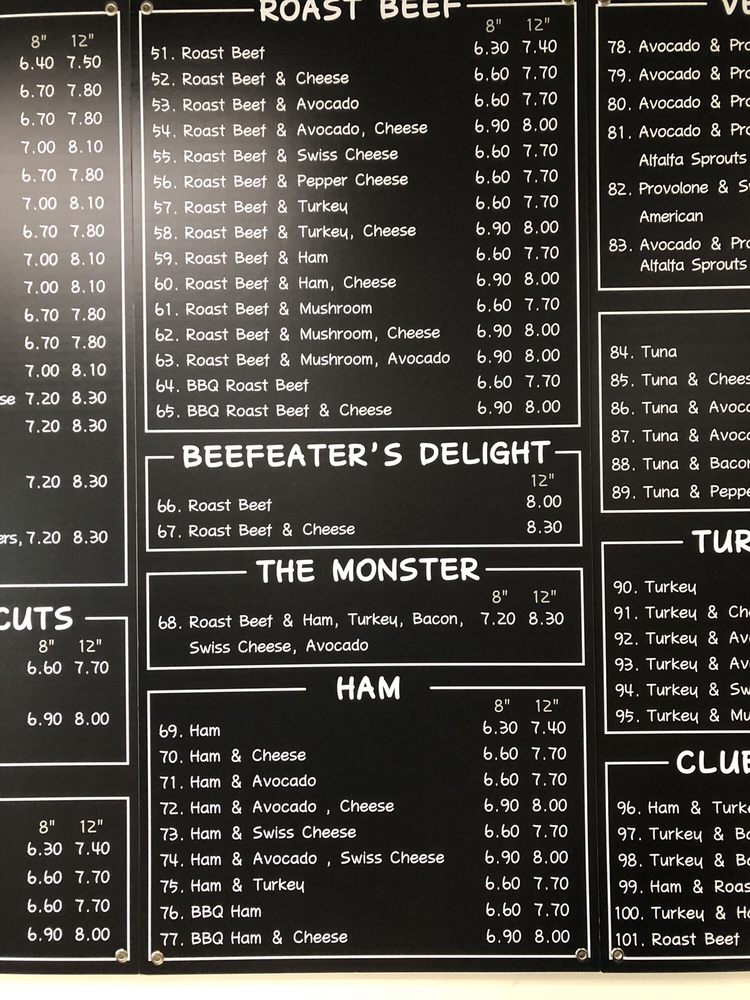 8" 12"
6.40 7.50
6.70 7.80
6.70 7.80
7.00 8.10
6.70 7.80
7.00 8.10
6.70 7.80
7.00 8.10
7.00 8.10
6.70 7.80
6.70 7.80
7.00 8.10
7.20 8.30
7.20 8.30
7.20 8.30
7.20 8.30
CUTS
8" 12"
6.60 7.70
6.90 8.00
8" 12"
6.30 7.40
6.60 7.70
6.60 7.70
6.90 8.00
ROAST BEEF
8" 12"
51. Roast Beef 6.30 7.40
52. Roast Beef & Cheese 6.60 7.70
53. Roast Beef & Avocado 6.60 7.70
54. Roast Beef & Avocado, Cheese 6.90 8.00
55. Roast Beef & Swiss Cheese 6.60 7.70
56. Roast Beef & Pepper Cheese 6.60 7.70
57. Roast Beef & Turkey 6.60 7.70
58. Roast Beef & Turkey, Cheese 6.90 8.00
59. Roast Beef & Ham 6.60 7.70
60. Roast Beef & Ham, Cheese 6.90 8.00
61. Roast Beef & Mushroom 6.60 7.70
62. Roast Beef & Mushroom, Cheese 6.90 8.00
63. Roast Beef & Mushroom, Avocado 6.90 8.00
64. BBQ Roast Beef 6.60 7.70
65. BBQ Roast Beef & Cheese 6.90 8.00
BEEFEATER'S DELIGHT
12"
66. Roast Beef 8.00
67. Roast Beef & Cheese 8.30
THE MONSTER
8" 12"
68. Roast Beef & Ham, Turkey, Bacon, 7.20 8.30
Swiss Cheese, Avocado
HAM
8" 12"
69. Ham 6.30 7.40
70. Ham & Cheese 6.60 7.70
71. Ham & Avocado 6.60 7.70
72. Ham & Avocado , Cheese 6.90 8.00
73. Ham & Swiss Cheese 6.60 7.70
74. Ham & Avocado , Swiss Cheese 6.90 8.00
75. Ham & Turkey 6.60 7.70
76. BBQ Ham 6.60 7.70
77. BBQ Ham & Cheese 6.90 8.00
78. Avocado &
79. Avocado &
80. Avocado &
81. Avocado &
Alfalfa Sprouts
82. Provolone &
American
83. Avocado &
Alfalfa Sprouts
84. Tuna
85. Tuna &
86. Tuna &
87. Tuna &
88. Tuna & Bacon
89. Tuna &
90. Turkey
91. Turkey &
92. Turkey &
93. Turkey &
94. Turkey &
95. Turkey &
96. Ham &
97. Turkey &
98. Turkey &
99. Ham &
100. Turkey &
101. Roast Beef